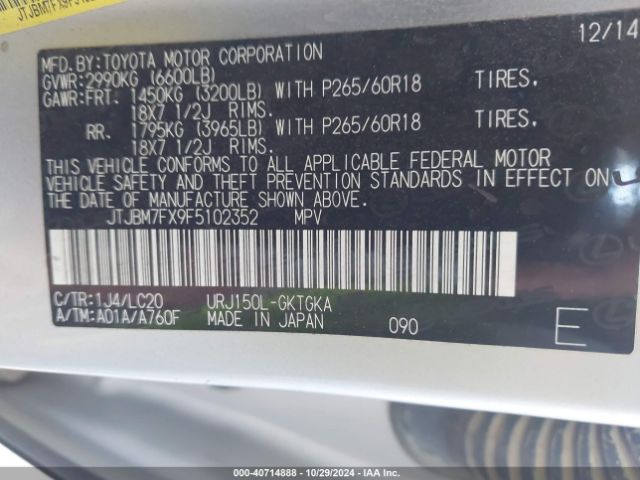 JTJBM7FX9F5102352
12/14
MFD.BY:TOYOTA MOTOR CORPORATION
GVWR:2990KG (6600LB)
GAWR:FRT. 1450KG (3200LB) WITH P265/60R18 TIRES,
18X7 1/2J RIMS.
RR. 1795KG (3965LB) WITH P265/60R18 TIRES,
18X7 1/2J RIMS.
THIS VEHICLE CONFORMS TO ALL APPLICABLE FEDERAL MOTOR
VEHICLE SAFETY AND THEFT PREVENTION STANDARDS IN EFFECT ON
THE DATE OF MANUFACTURE SHOWN ABOVE.
JTJBM7FX9F5102352 MPV
C/TR:1J4/LC20 URJ150L-GKTGKA
A/TM:A01A/A760F MADE IN JAPAN 090 E
000-40714888 - 10/29/2024 - IAAI